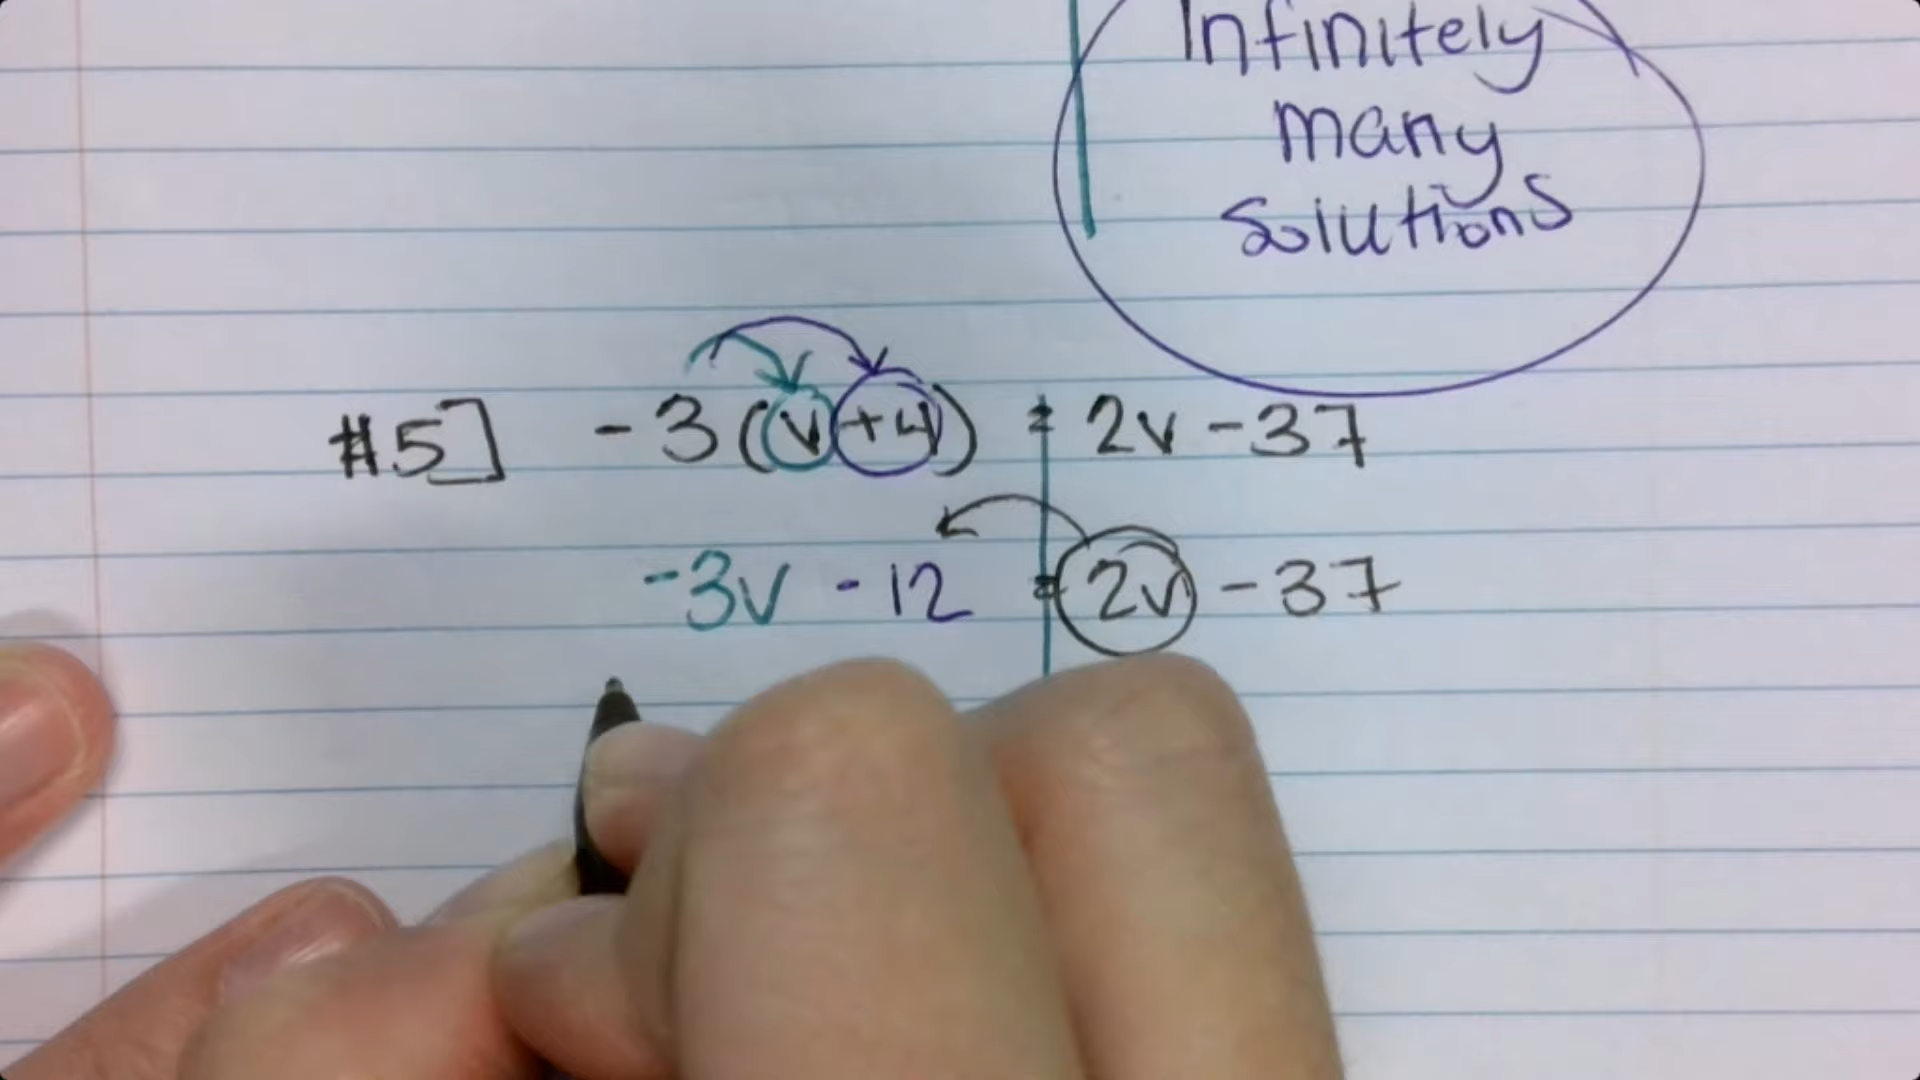 Infinitely
many
solutions
#5] -3(v+4) = 2v-37
-3v -12 = 2v -37